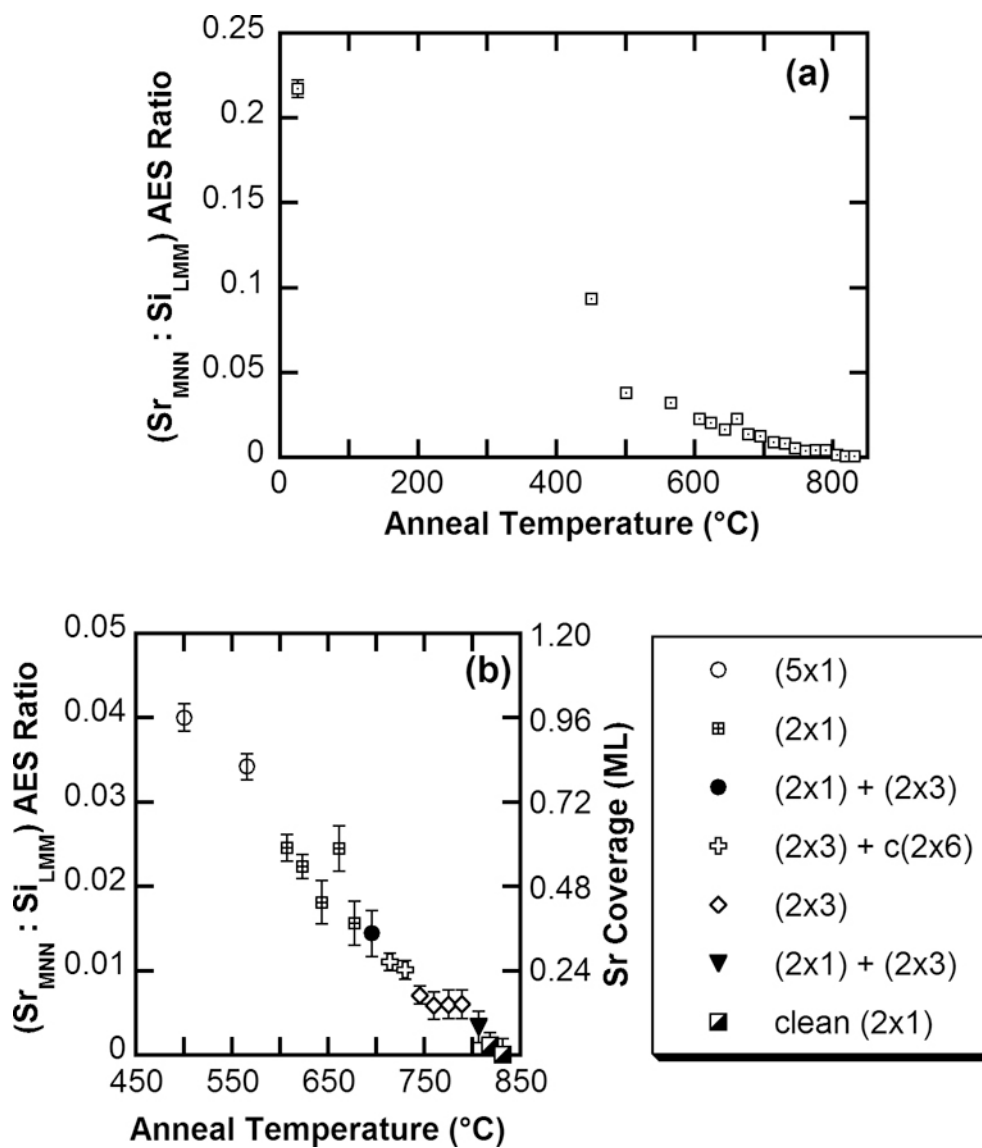 (a)
0.25
0.2
0.15
0.1
0.05
0
(Sr_MNN : Si_LMM) AES Ratio
0 200 400 600 800
Anneal Temperature (°C)
(b)
0.05
0.04
0.03
0.02
0.01
0
(Sr_MNN : Si_LMM) AES Ratio
1.20
0.96
0.72
0.48
0.24
Sr Coverage (ML)
450 550 650 750 850
Anneal Temperature (°C)
(5x1)
(2x1)
(2x1) + (2x3)
(2x3) + c(2x6)
(2x3)
(2x1) + (2x3)
clean (2x1)